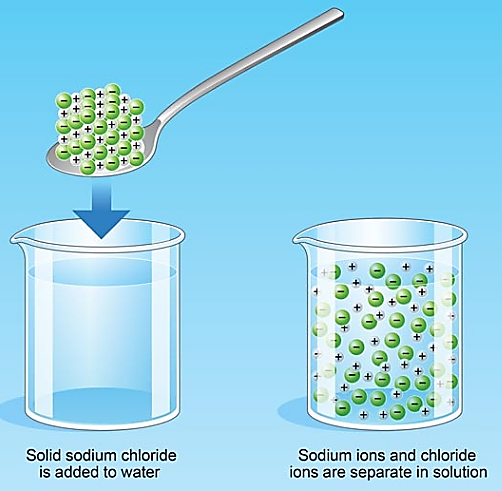 Solid sodium chloride
is added to water
Sodium ions and chloride
ions are separate in solution